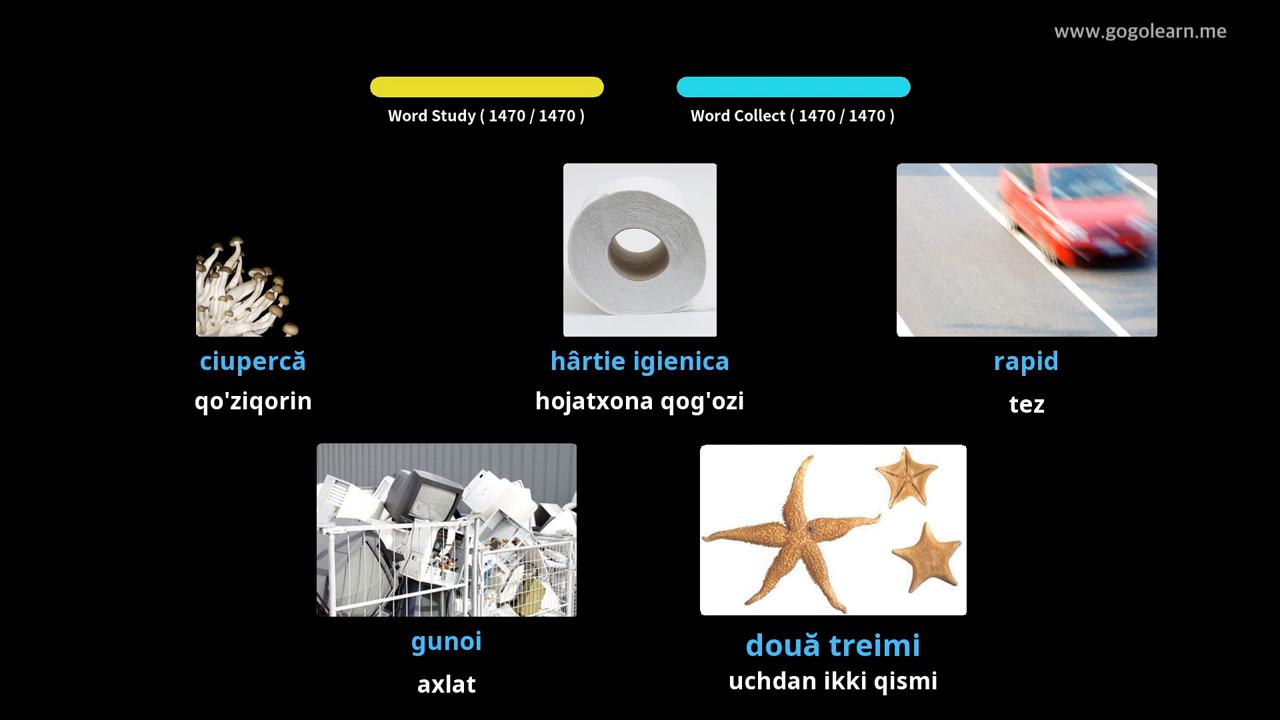 www.gogolearn.me
Word Study ( 1470 / 1470 )
Word Collect ( 1470 / 1470 )
ciupercă
qo'ziqorin
hârtie igienica
hojatxona qog'ozi
rapid
tez
gunoi
axlat
două treimi
uchdan ikki qismi